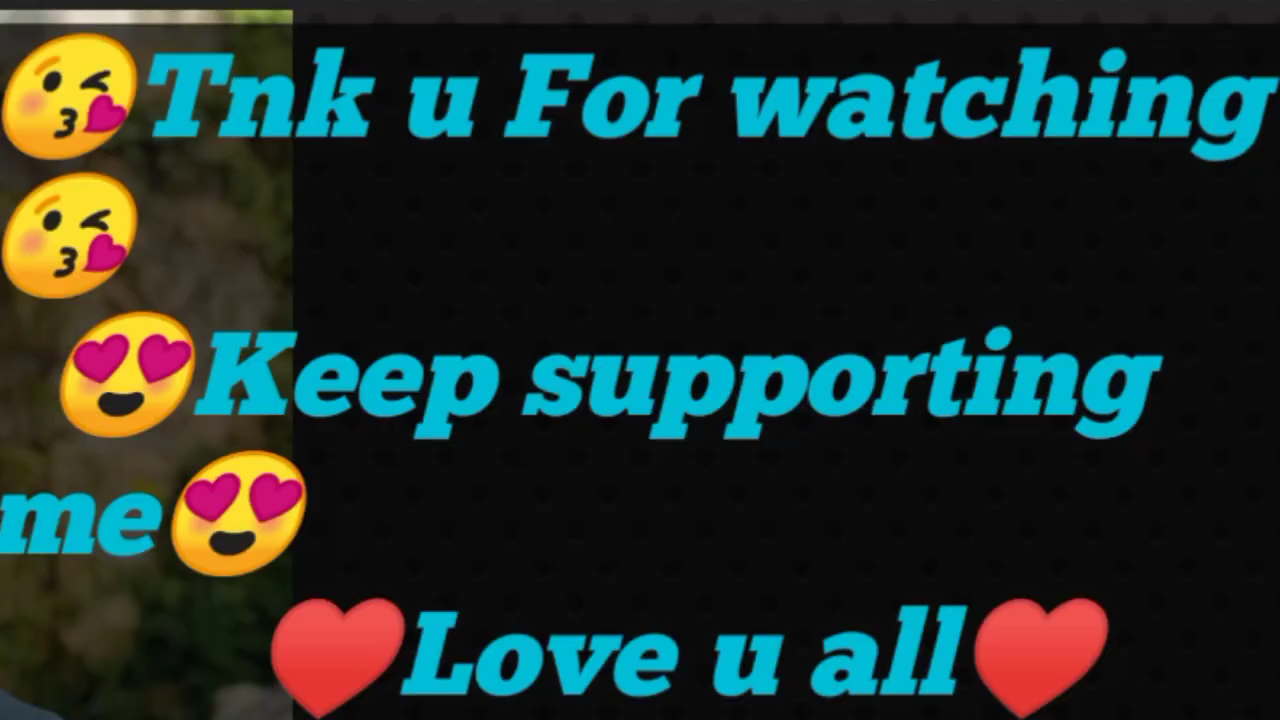 😘Tnk u For watching
😘
😍Keep supporting
me😍
♥️Love u all♥️